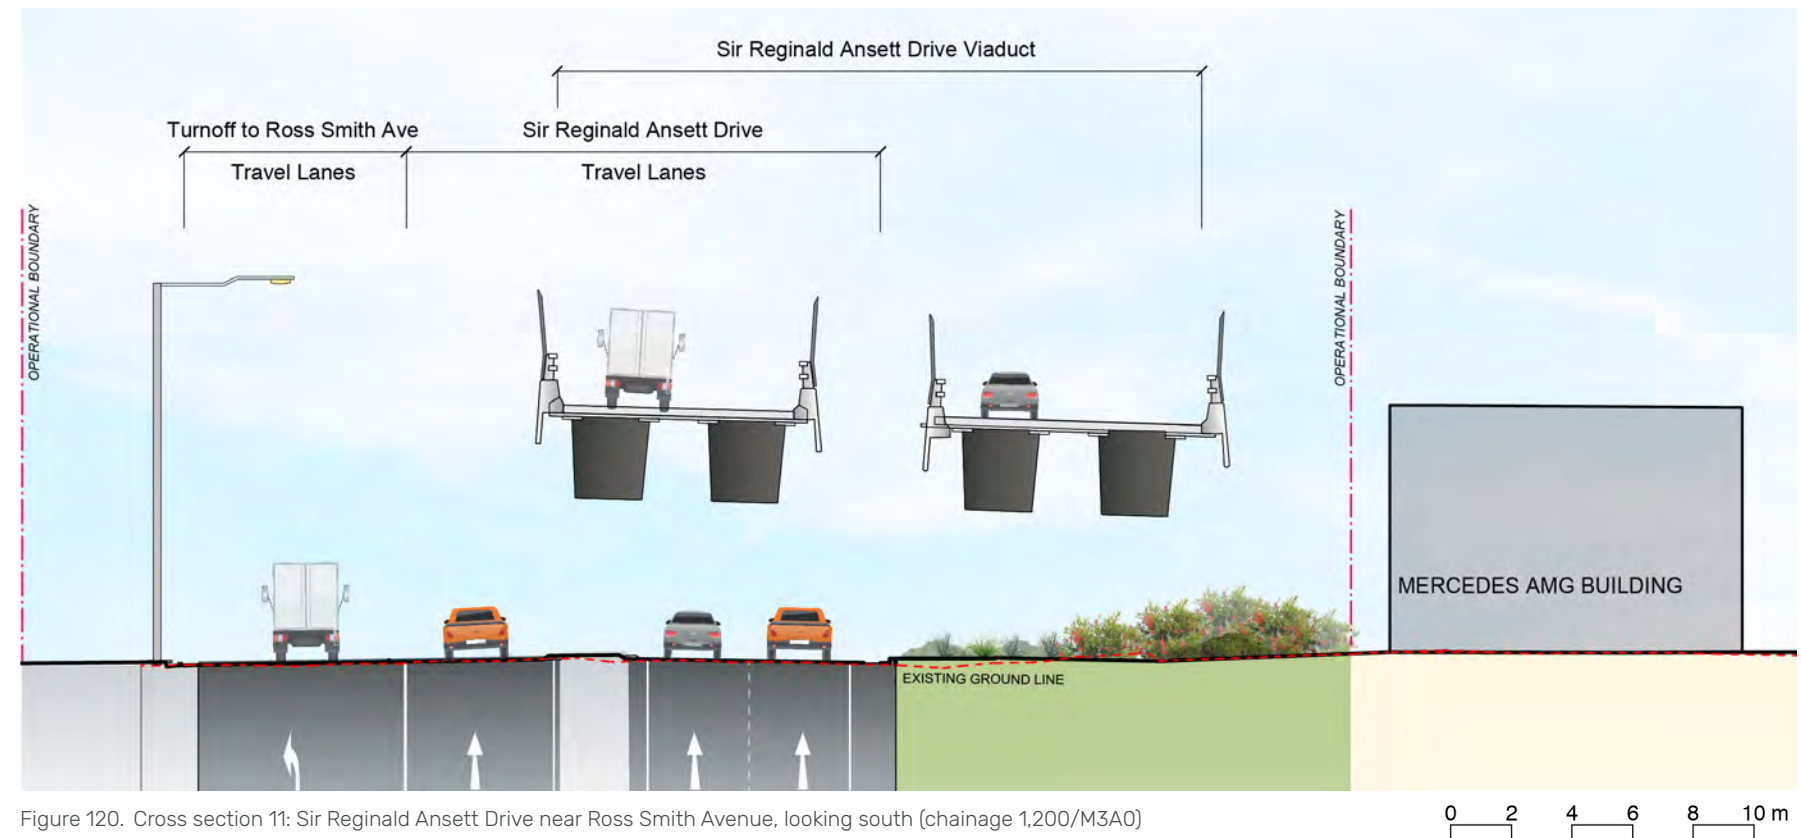 Sir Reginald Ansett Drive Viaduct
Turnoff to Ross Smith Ave
Sir Reginald Ansett Drive
Travel Lanes
Travel Lanes
OPERATIONAL BOUNDARY
OPERATIONAL BOUNDARY
MERCEDES AMG BUILDING
EXISTING GROUND LINE
Figure 120. Cross section 11: Sir Reginald Ansett Drive near Ross Smith Avenue, looking south (chainage 1,200/M3A0)
0 2 4 6 8 10 m